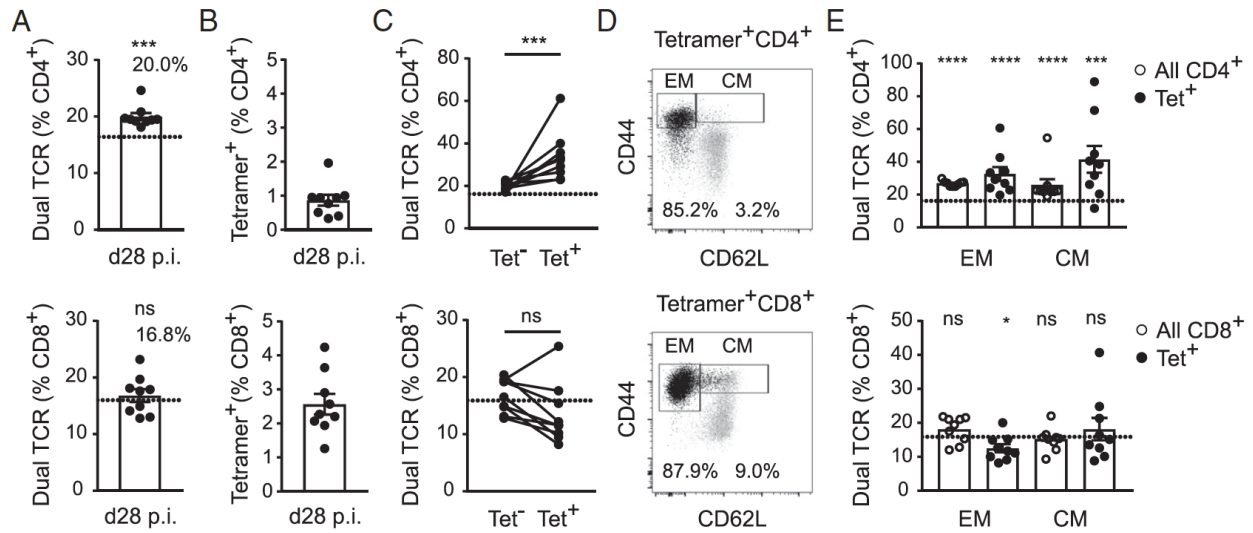 A
Dual TCR (% CD4⁺)
30
20
10
0
***
20.0%
d28 p.i.
B
Tetramer⁺ (% CD4⁺)
5
4
3
2
1
0
d28 p.i.
C
Dual TCR (% CD4⁺)
80
60
40
20
0
***
Tet⁻ Tet⁺
D
Tetramer⁺CD4⁺
EM CM
CD44
85.2% 3.2%
CD62L
E
Dual TCR (% CD4⁺)
100
80
60
40
20
0
**** **** **** ***
EM CM
All CD4⁺
Tet⁺
Dual TCR (% CD8⁺)
30
20
10
0
ns
16.8%
d28 p.i.
Tetramer⁺ (% CD8⁺)
5
4
3
2
1
0
d28 p.i.
Dual TCR (% CD8⁺)
30
20
10
0
ns
Tet⁻ Tet⁺
Tetramer⁺CD8⁺
EM CM
CD44
87.9% 9.0%
CD62L
Dual TCR (% CD8⁺)
50
40
30
20
10
0
ns * ns ns
EM CM
All CD8⁺
Tet⁺